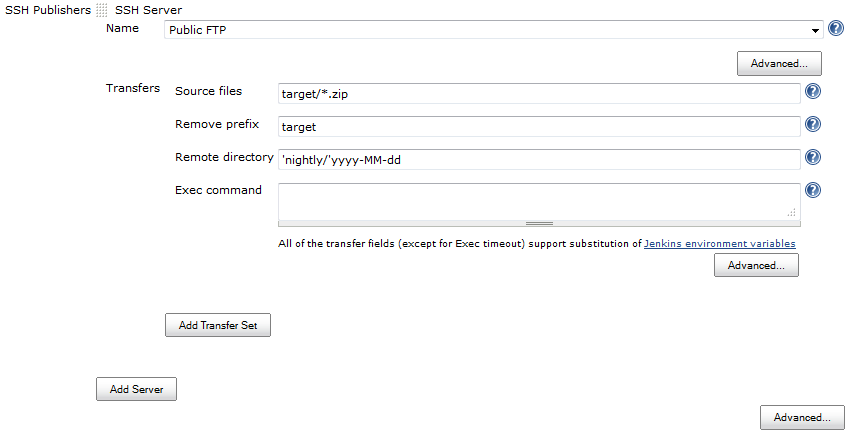 SSH Publishers SSH Server
Name Public FTP
Advanced...
Transfers Source files target/*.zip
Remove prefix target
Remote directory 'nightly/'yyyy-MM-dd
Exec command
All of the transfer fields (except for Exec timeout) support substitution of Jenkins environment variables
Advanced...
Add Transfer Set
Add Server
Advanced...